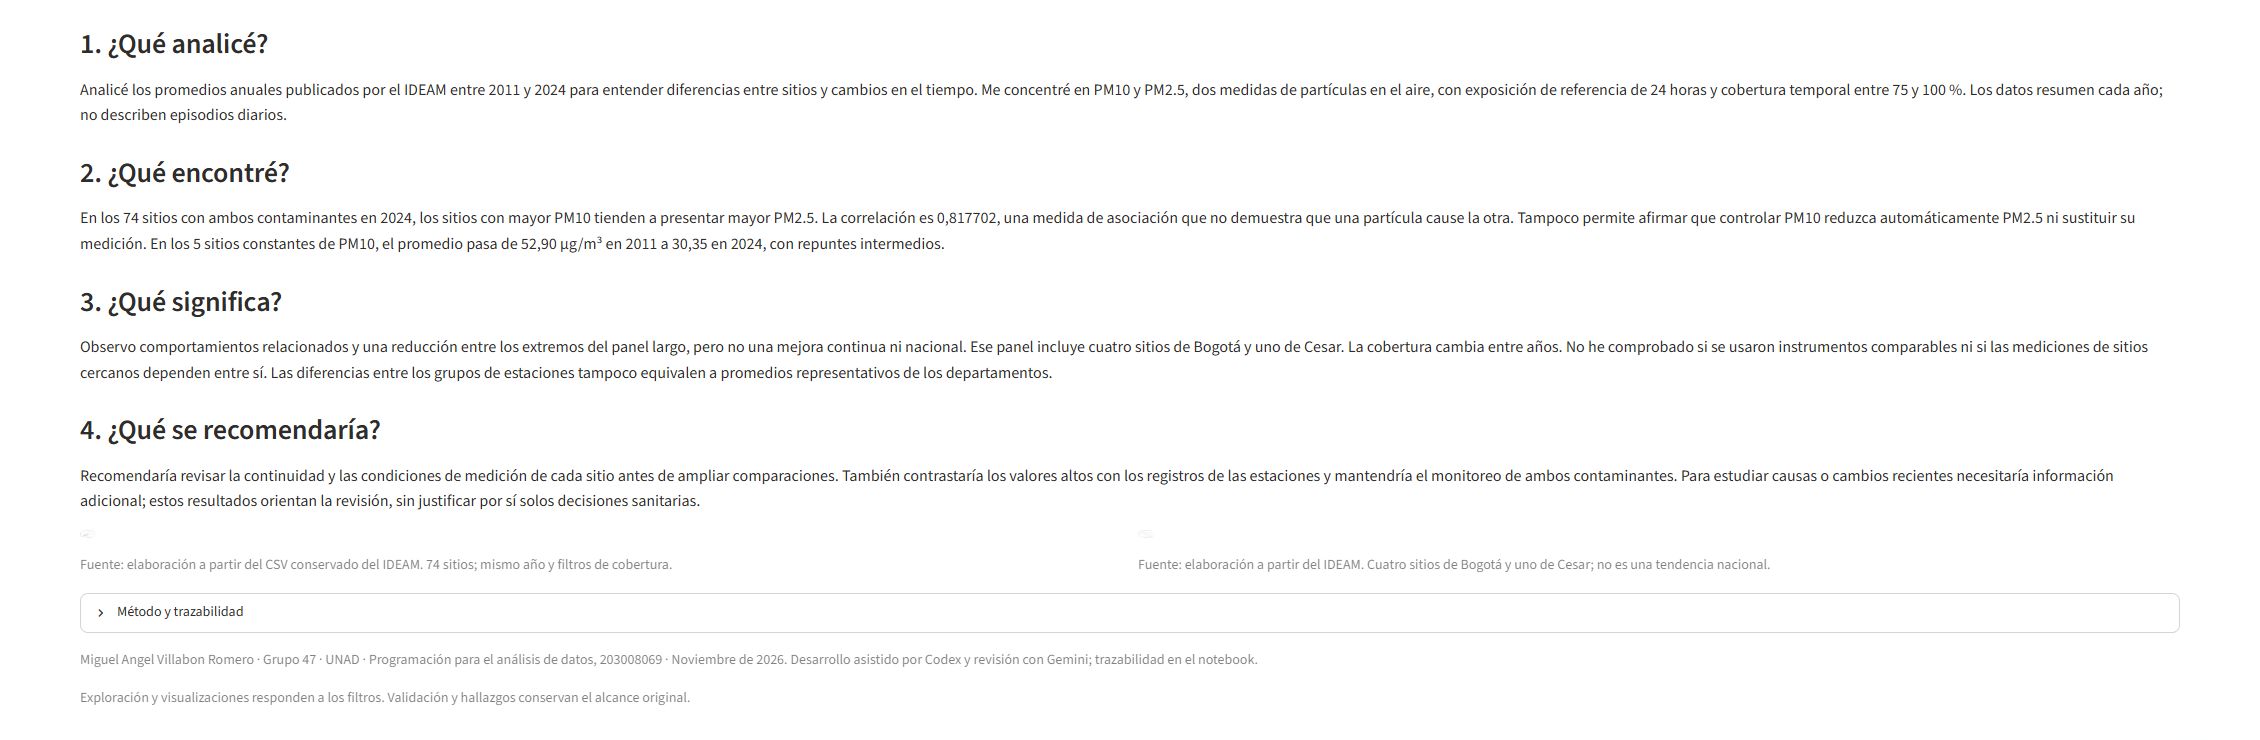 1. ¿Qué analicé?
Analicé los promedios anuales publicados por el IDEAM entre 2011 y 2024 para entender diferencias entre sitios y cambios en el tiempo. Me concentré en PM10 y PM2.5, dos medidas de partículas en el aire, con exposición de referencia de 24 horas y cobertura temporal entre 75 y 100 %. Los datos resumen cada año;
no describen episodios diarios.
2. ¿Qué encontré?
En los 74 sitios con ambos contaminantes en 2024, los sitios con mayor PM10 tienden a presentar mayor PM2.5. La correlación es 0,817702, una medida de asociación que no demuestra que una partícula cause la otra. Tampoco permite afirmar que controlar PM10 reduzca automáticamente PM2.5 ni sustituir su
medición. En los 5 sitios constantes de PM10, el promedio pasa de 52,90 µg/m³ en 2011 a 30,35 en 2024, con repuntes intermedios.
3. ¿Qué significa?
Observo comportamientos relacionados y una reducción entre los extremos del panel largo, pero no una mejora continua ni nacional. Ese panel incluye cuatro sitios de Bogotá y uno de Cesar. La cobertura cambia entre años. No he comprobado si se usaron instrumentos comparables ni si las mediciones de sitios
cercanos dependen entre sí. Las diferencias entre los grupos de estaciones tampoco equivalen a promedios representativos de los departamentos.
4. ¿Qué se recomendaría?
Recomendaría revisar la continuidad y las condiciones de medición de cada sitio antes de ampliar comparaciones. También contrastaría los valores altos con los registros de las estaciones y mantendría el monitoreo de ambos contaminantes. Para estudiar causas o cambios recientes necesitaría información
adicional; estos resultados orientan la revisión, sin justificar por sí solos decisiones sanitarias.
Fuente: elaboración a partir del CSV conservado del IDEAM. 74 sitios; mismo año y filtros de cobertura.
Fuente: elaboración a partir del IDEAM. Cuatro sitios de Bogotá y uno de Cesar; no es una tendencia nacional.
Método y trazabilidad
Miguel Angel Villabon Romero · Grupo 47 · UNAD · Programación para el análisis de datos, 203008069 · Noviembre de 2026. Desarrollo asistido por Codex y revisión con Gemini; trazabilidad en el notebook.
Exploración y visualizaciones responden a los filtros. Validación y hallazgos conservan el alcance original.